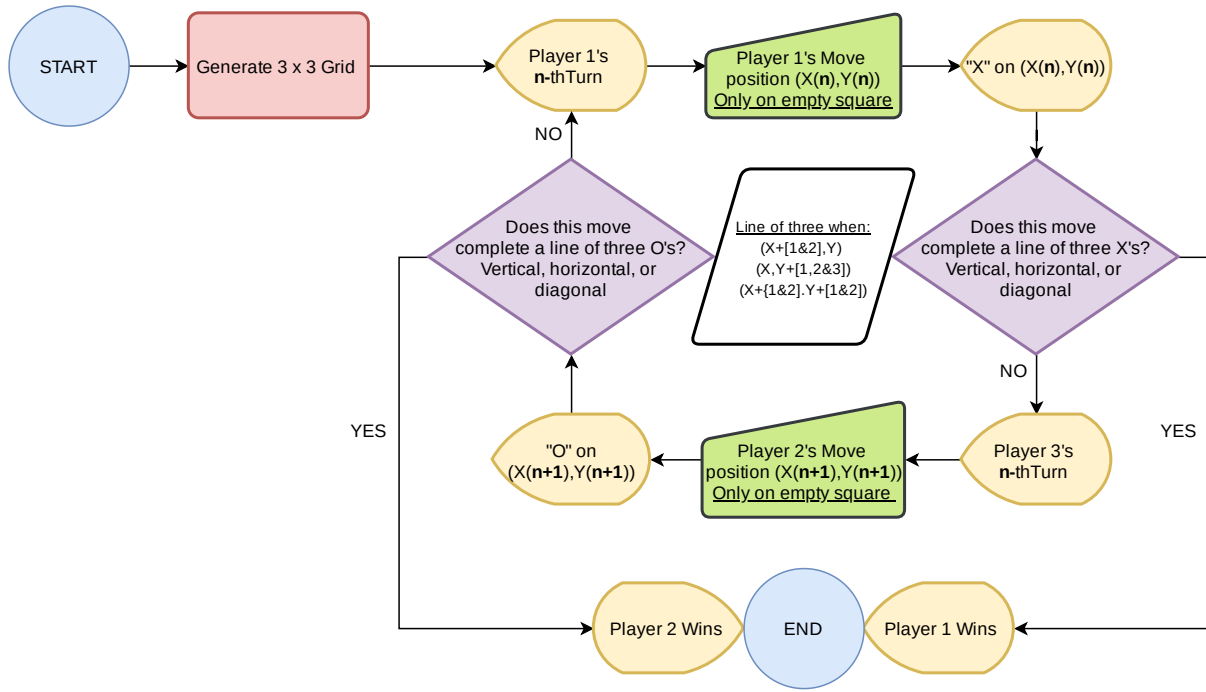 START
Generate 3 x 3 Grid
Player 1's
n-thTurn
Player 1's Move
position (X(n),Y(n))
Only on empty square
"X" on (X(n),Y(n))
NO
Does this move
complete a line of three O's?
Vertical, horizontal, or
diagonal
Line of three when:
(X+[1&2],Y)
(X,Y+[1,2&3])
(X+{1&2].Y+[1&2])
Does this move
complete a line of three X's?
Vertical, horizontal, or
diagonal
NO
YES
"O" on
(X(n+1),Y(n+1))
Player 2's Move
position (X(n+1),Y(n+1))
Only on empty square
Player 3's
n-thTurn
YES
Player 2 Wins
END
Player 1 Wins